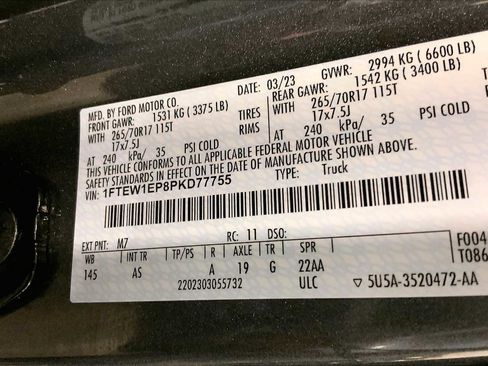 MFD. BY FORD MOTOR CO.
03/23 GVWR: 2994 KG (6600 LB)
FRONT GAWR: 1531 KG (3375 LB) REAR GAWR: 1542 KG (3400 LB)
WITH 265/70R17 115T TIRES WITH 265/70R17 115T
17x7.5J RIMS 17x7.5J
AT 240 kPa/ 35 PSI COLD AT 240 kPa/ 35 PSI COLD
THIS VEHICLE CONFORMS TO ALL APPLICABLE FEDERAL MOTOR VEHICLE
SAFETY STANDARDS IN EFFECT ON THE DATE OF MANUFACTURE SHOWN ABOVE.
VIN: 1FTEW1EP8PKD77755 TYPE: Truck
EXT PNT: M7 RC: 11 DSO: F004
WB INT TR TP/PS R AXLE TR SPR T086
145 AS A 19 G 22AA
2202303055732 ULC ▽ 5U5A-3520472-AA